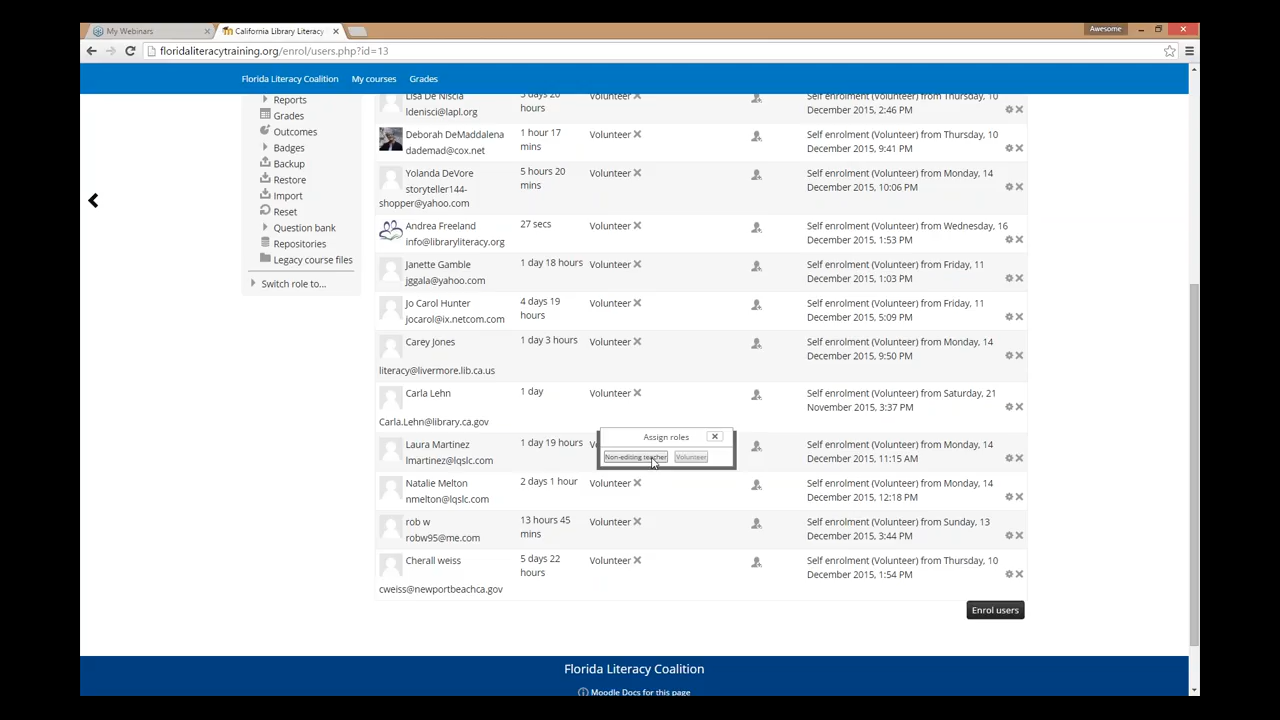 My Webinars
California Library Literacy
Awesome
floridaliteracytraining.org/enrol/users.php?id=13
Florida Literacy Coalition My courses Grades
Reports
Grades
Outcomes
Badges
Backup
Restore
Import
Reset
Question bank
Repositories
Legacy course files
Switch role to...
Lisa De Niscia 5 days 20 Volunteer Self enrolment (Volunteer) from Thursday, 10
ldenisci@lapl.org hours December 2015, 2:46 PM
Deborah DeMaddalena 1 hour 17 Volunteer Self enrolment (Volunteer) from Thursday, 10
dademad@cox.net mins December 2015, 9:41 PM
Yolanda DeVore 5 hours 20 Volunteer Self enrolment (Volunteer) from Monday, 14
storyteller144- mins December 2015, 10:06 PM
shopper@yahoo.com
Andrea Freeland 27 secs Volunteer Self enrolment (Volunteer) from Wednesday, 16
info@libraryliteracy.org December 2015, 1:53 PM
Janette Gamble 1 day 18 hours Volunteer Self enrolment (Volunteer) from Friday, 11
jggala@yahoo.com December 2015, 1:03 PM
Jo Carol Hunter 4 days 19 Volunteer Self enrolment (Volunteer) from Friday, 11
jocarol@ix.netcom.com hours December 2015, 5:09 PM
Carey Jones 1 day 3 hours Volunteer Self enrolment (Volunteer) from Monday, 14
December 2015, 9:50 PM
literacy@livermore.lib.ca.us
Carla Lehn 1 day Volunteer Self enrolment (Volunteer) from Saturday, 21
November 2015, 3:37 PM
Carla.Lehn@library.ca.gov
Assign roles
Laura Martinez 1 day 19 hours Self enrolment (Volunteer) from Monday, 14
lmartinez@lqslc.com Non-editing teacher Volunteer December 2015, 11:15 AM
Natalie Melton 2 days 1 hour Volunteer Self enrolment (Volunteer) from Monday, 14
nmelton@lqslc.com December 2015, 12:18 PM
rob w 13 hours 45 Volunteer Self enrolment (Volunteer) from Sunday, 13
robw95@me.com mins December 2015, 3:44 PM
Cherall weiss 5 days 22 Volunteer Self enrolment (Volunteer) from Thursday, 10
hours December 2015, 1:54 PM
cweiss@newportbeachca.gov
Enrol users
Florida Literacy Coalition
Moodle Docs for this page